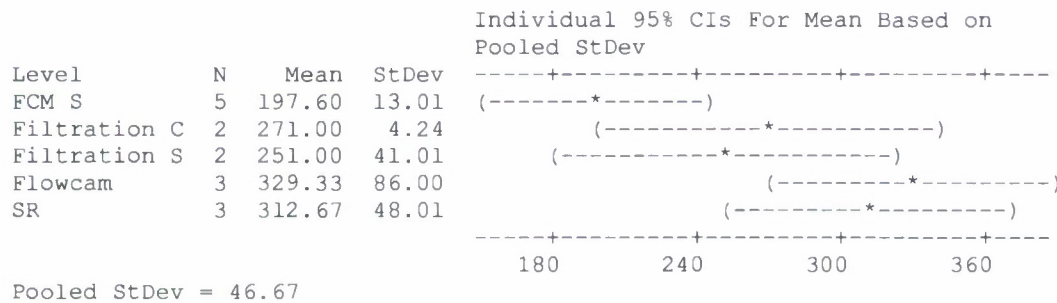 Individual 95% CIs For Mean Based on
Pooled StDev
Level          N    Mean  StDev  -----+---------+---------+---------+----
FCM S          5  197.60  13.01  (-------*-------)
Filtration C   2  271.00   4.24          (-----------*-----------)
Filtration S   2  251.00  41.01       (-----------*-----------)
Flowcam        3  329.33  86.00                      (---------*---------)
SR             3  312.67  48.01                   (---------*---------)
-----+---------+---------+---------+----
180       240       300       360
Pooled StDev = 46.67